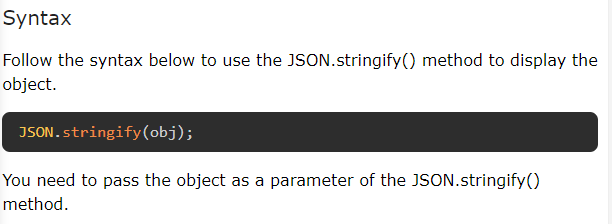 Syntax
Follow the syntax below to use the JSON.stringify() method to display the
object.
JSON.stringify(obj);
You need to pass the object as a parameter of the JSON.stringify()
method.